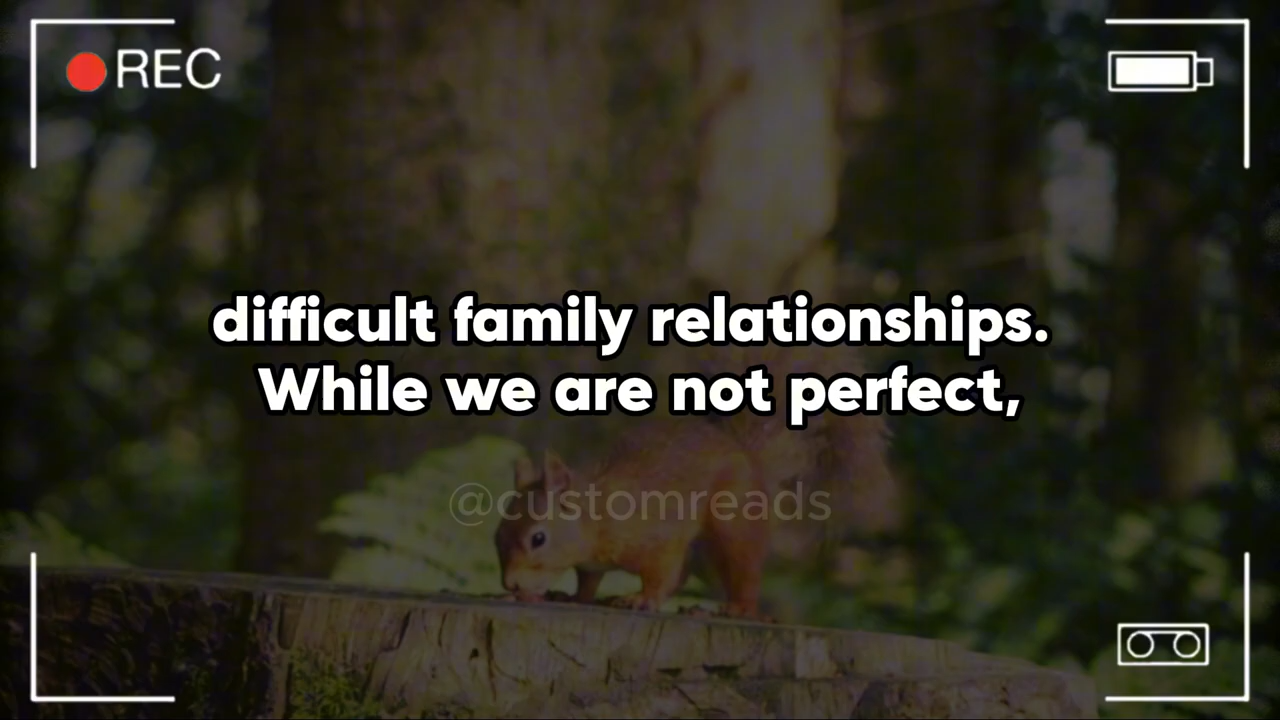 REC
difficult family relationships.
While we are not perfect,
@customreads